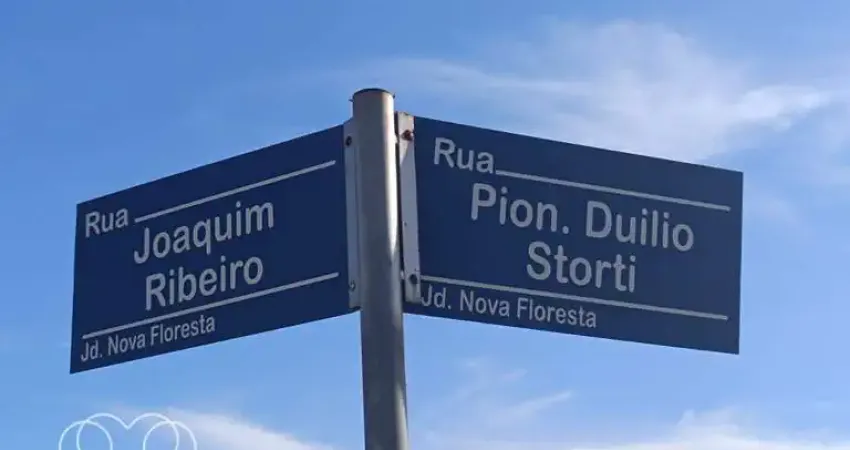 Rua
Joaquim
Ribeiro
Jd. Nova Floresta
Rua
Pion. Duilio
Storti
Jd. Nova Floresta